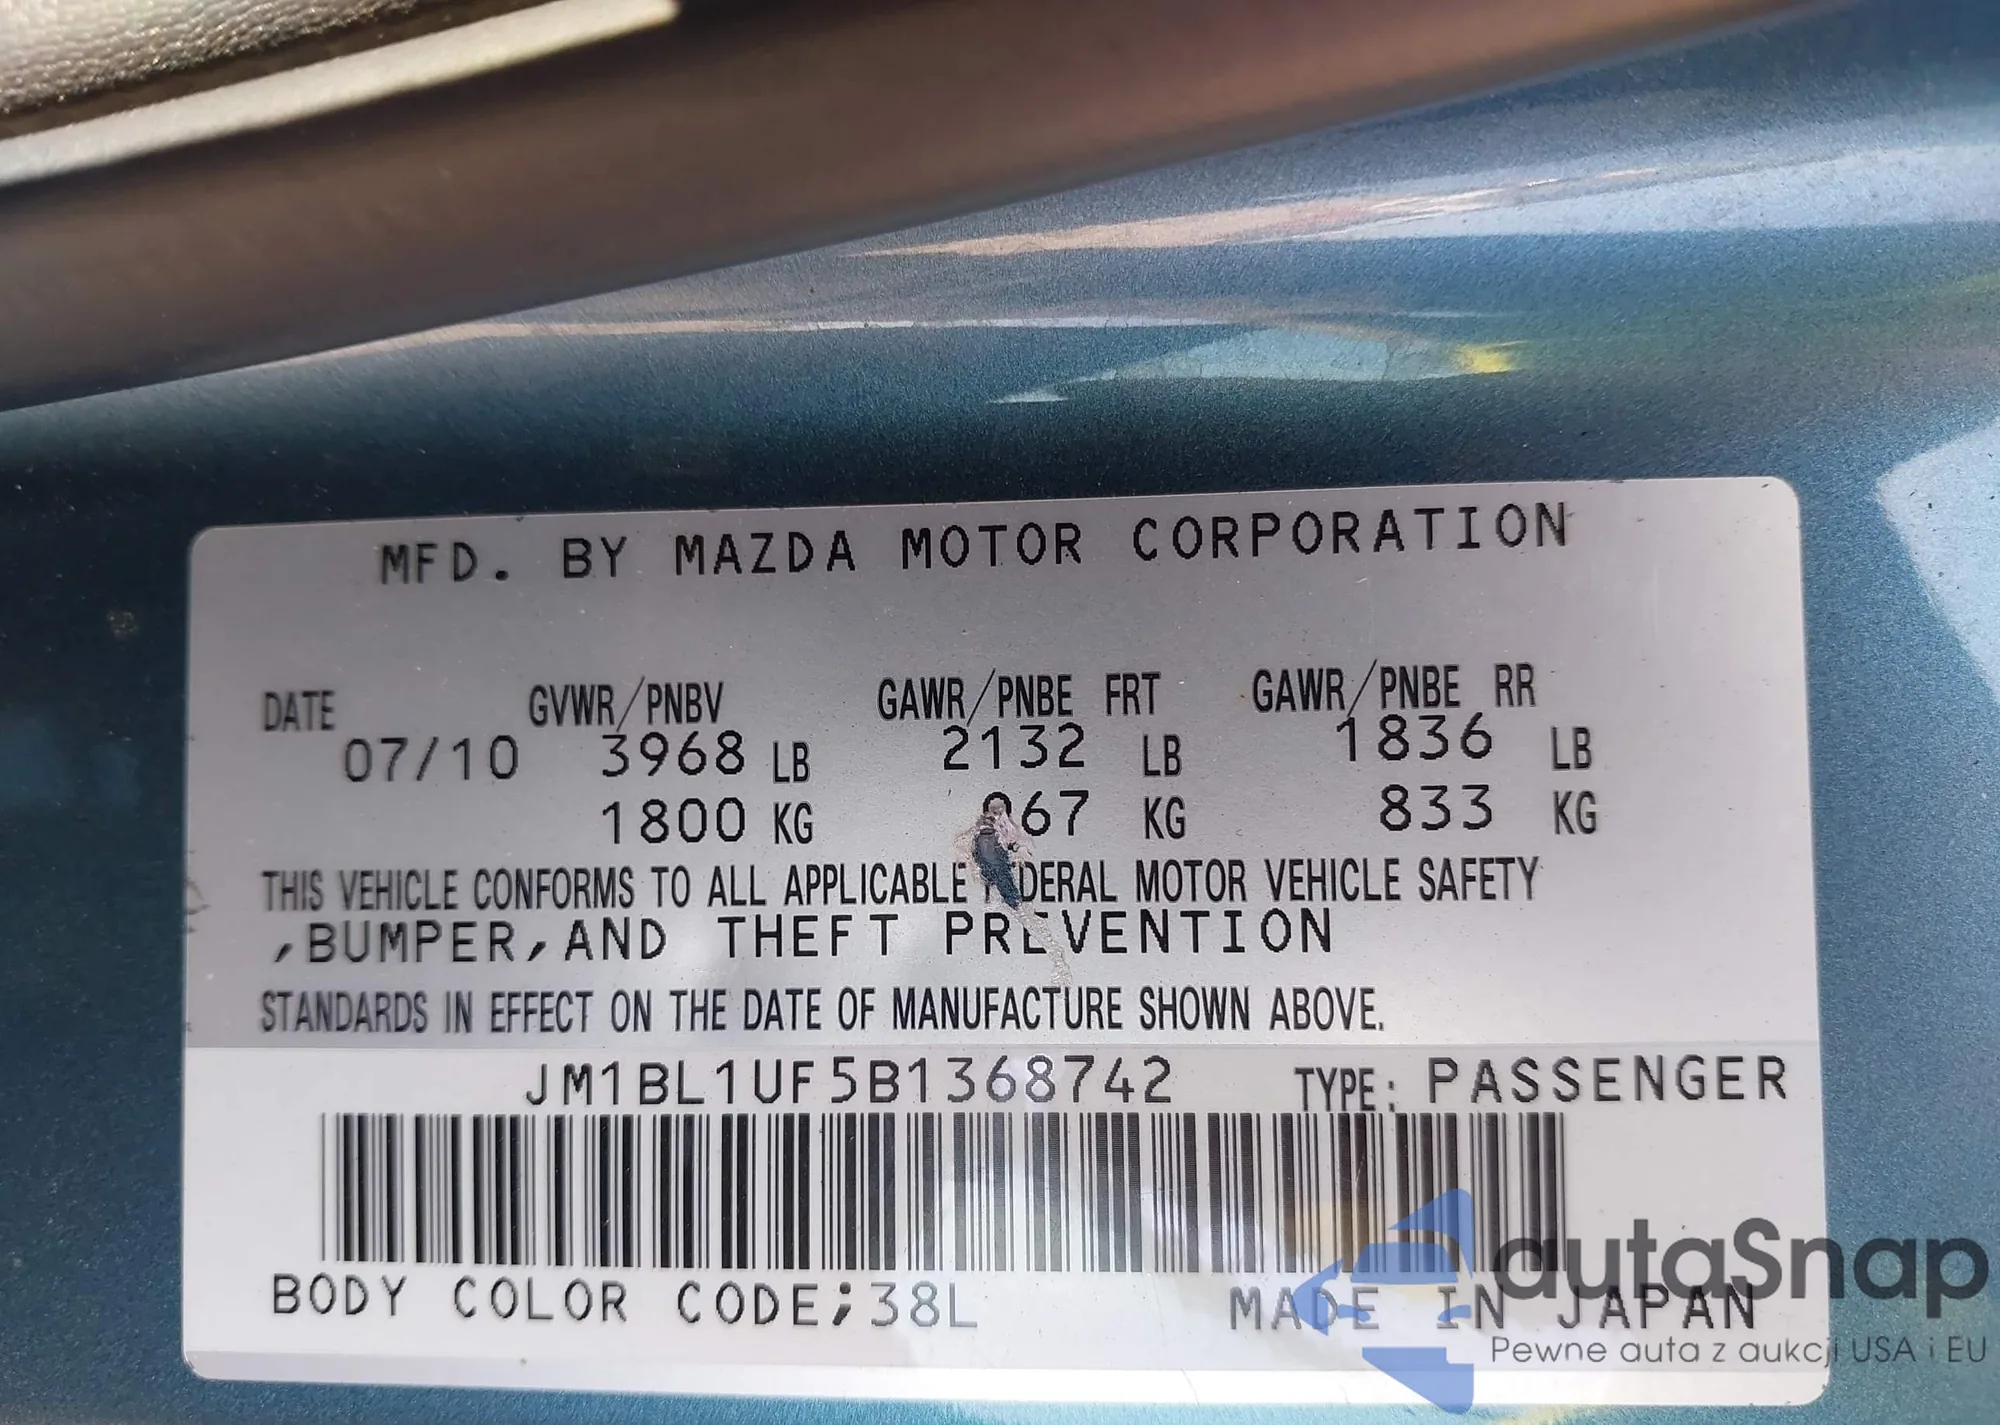 MFD. BY MAZDA MOTOR CORPORATION
DATE GVWR/PNBV GAWR/PNBE FRT GAWR/PNBE RR
07/10 3968 LB 2132 LB 1836 LB
1800 KG 67 KG 833 KG
THIS VEHICLE CONFORMS TO ALL APPLICABLE FEDERAL MOTOR VEHICLE SAFETY
,BUMPER,AND THEFT PREVENTION
STANDARDS IN EFFECT ON THE DATE OF MANUFACTURE SHOWN ABOVE.
JM1BL1UF5B1368742 TYPE: PASSENGER
BODY COLOR CODE;38L MADE IN JAPAN
autaSnap
Pewne auta z aukcji USA i EU